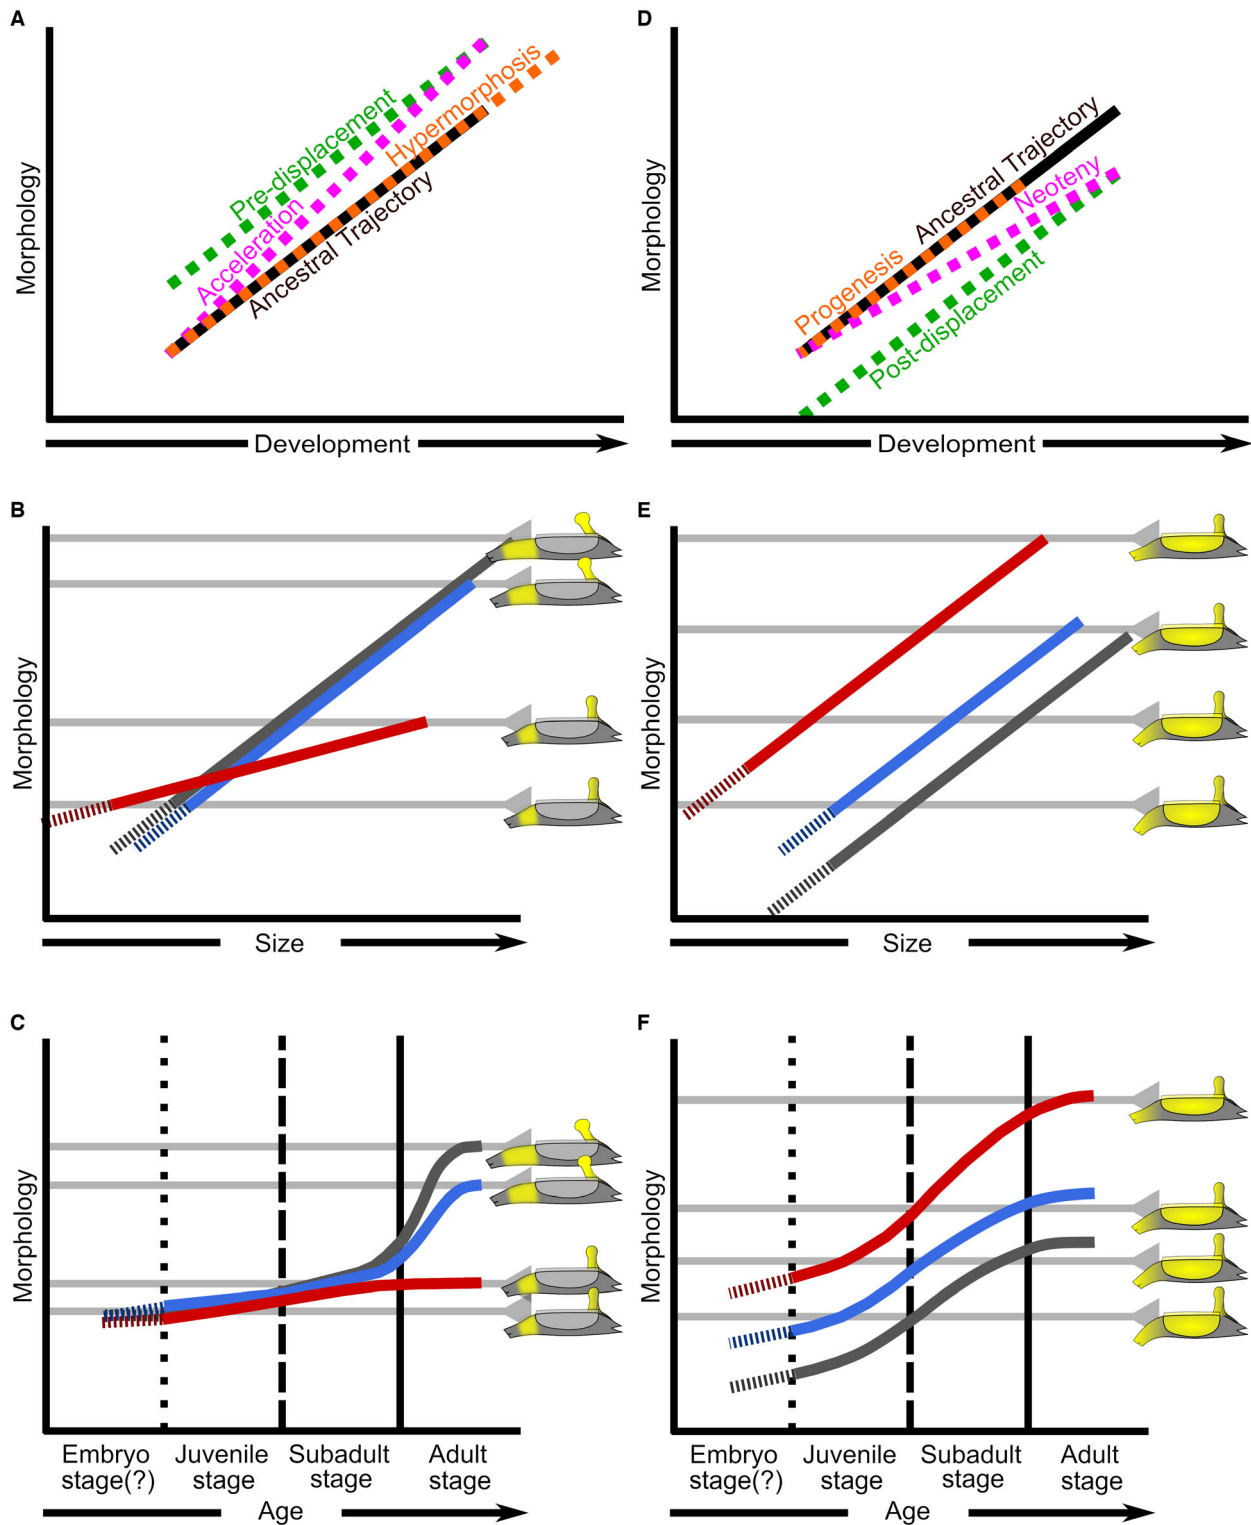 A
Morphology
Pre-displacement
Acceleration
Hypermorphosis
Ancestral Trajectory
Development
D
Morphology
Ancestral Trajectory
Progenesis
Neoteny
Post-displacement
Development
B
Morphology
Size
E
Morphology
Size
C
Morphology
Embryo
stage(?)
Juvenile
stage
Subadult
stage
Adult
stage
Age
F
Morphology
Embryo
stage(?)
Juvenile
stage
Subadult
stage
Adult
stage
Age